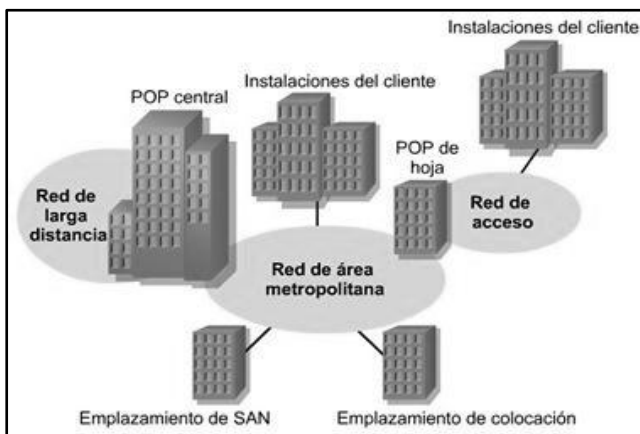 Instalaciones del cliente
Instalaciones del cliente
POP central
POP de
hoja
Red de
larga
distancia
Red de
acceso
Red de área
metropolitana
Emplazamiento de SAN
Emplazamiento de colocación